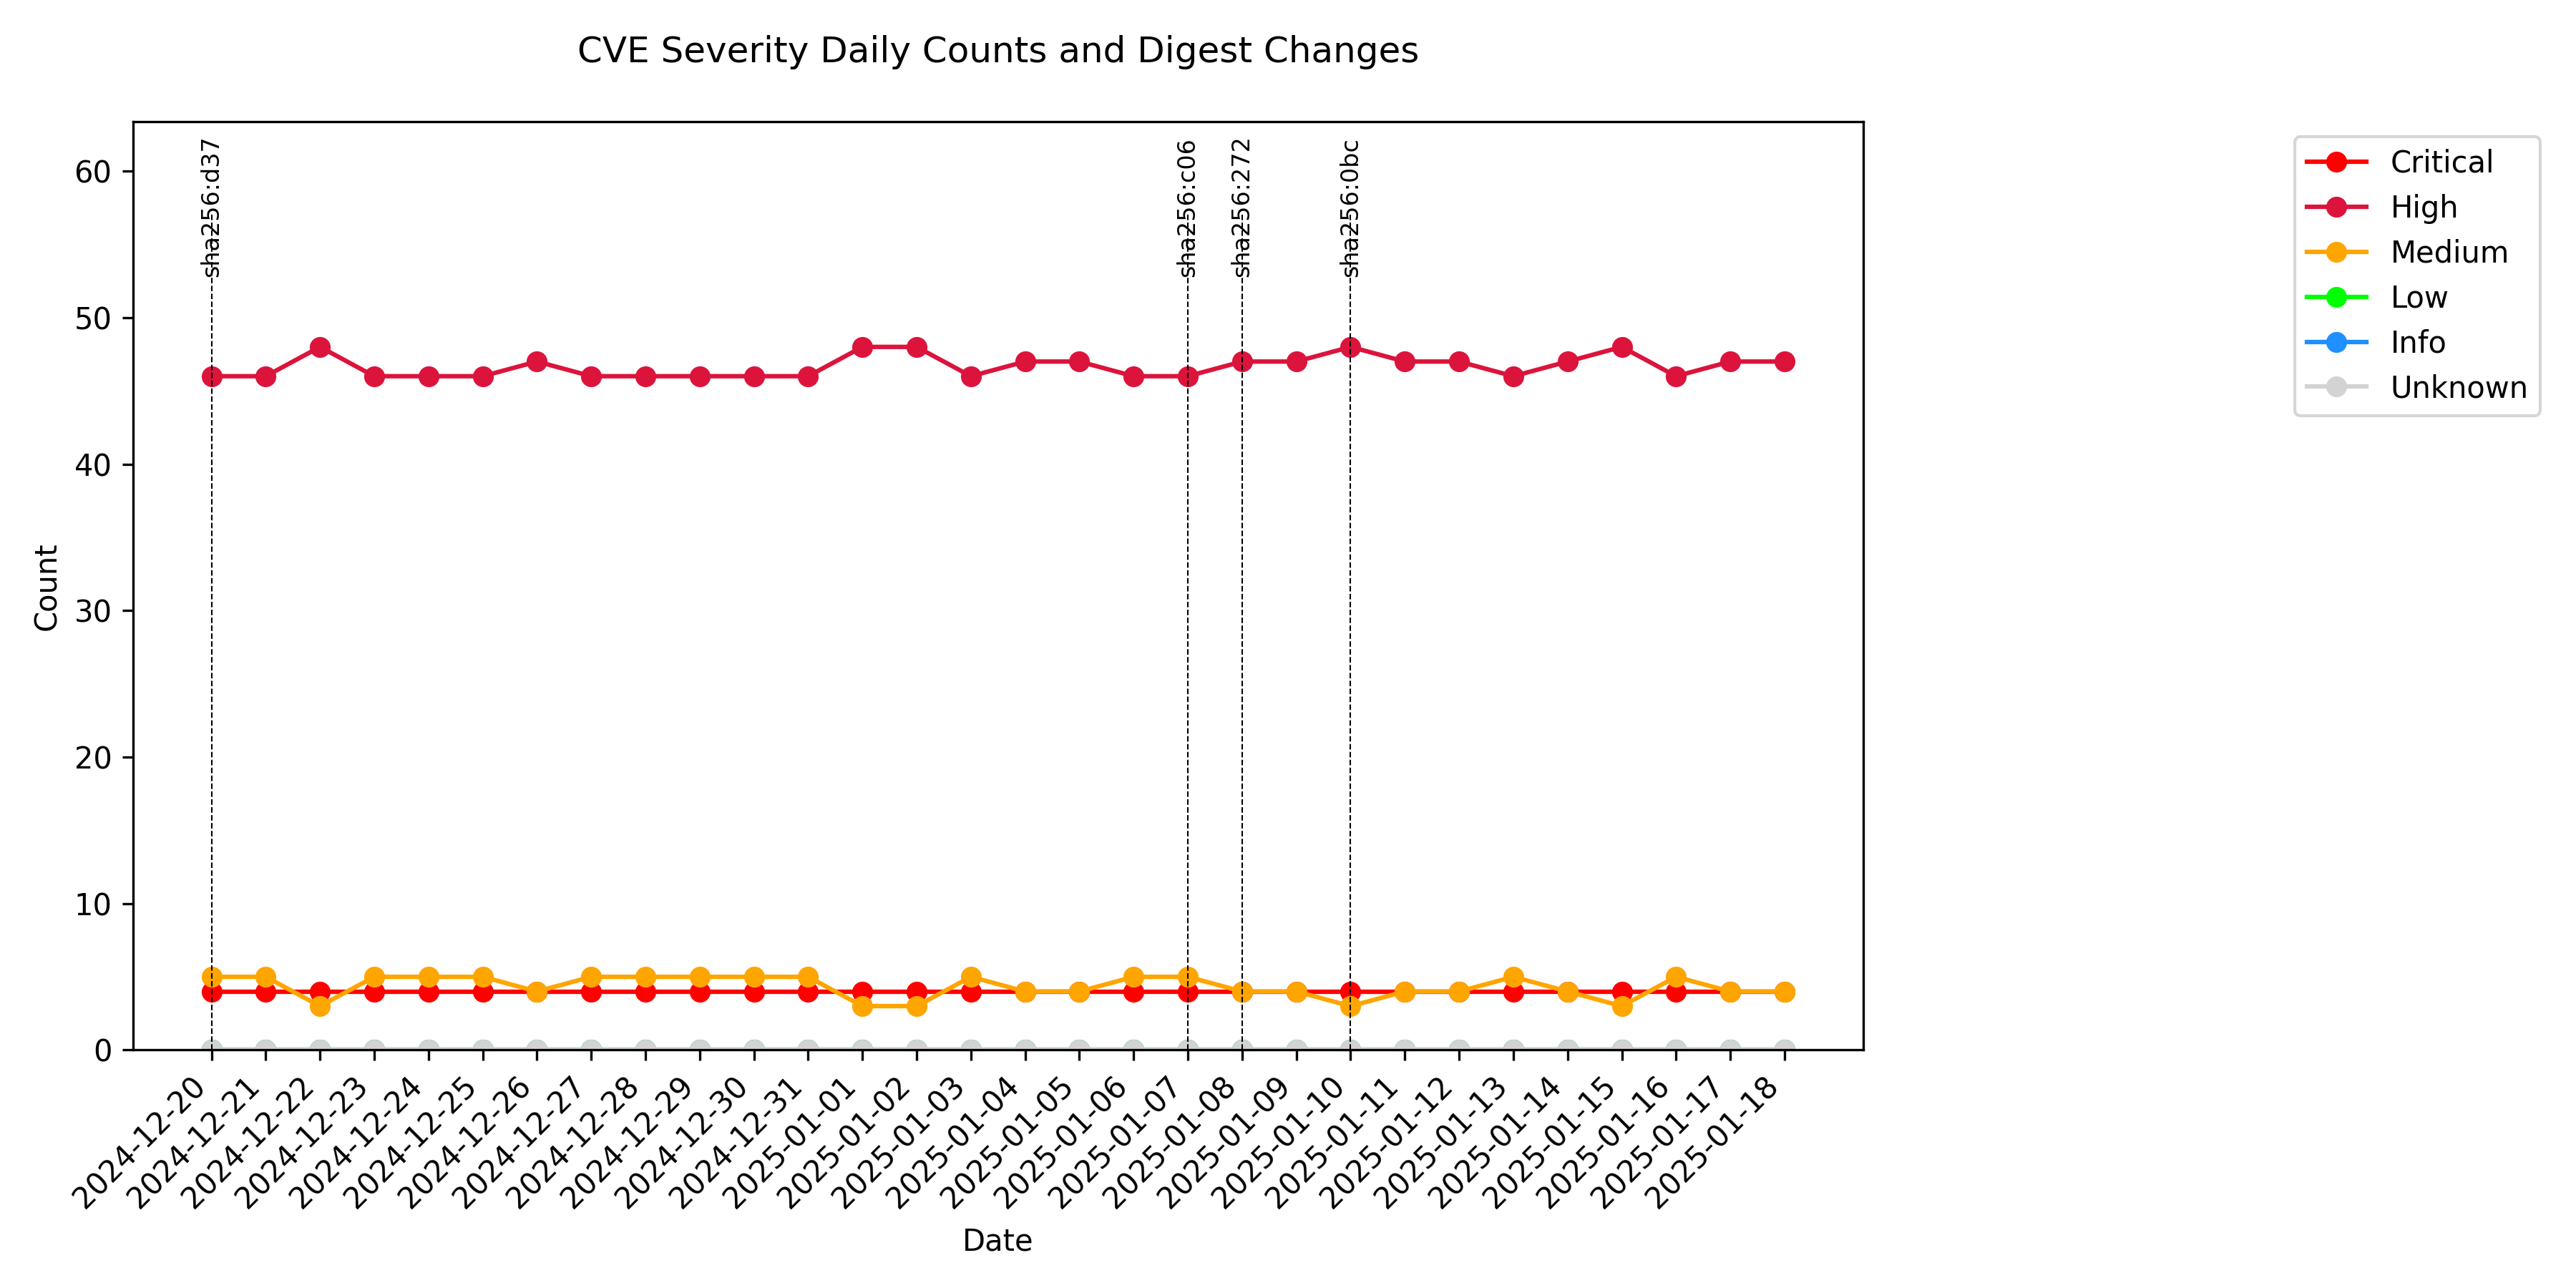 CVE Severity Daily Counts and Digest Changes
sha256:d37
sha256:c06
sha256:272
sha256:0bc
Critical
High
Medium
Low
Info
Unknown
Count
60
50
40
30
20
10
0
2024-12-20
2024-12-21
2024-12-22
2024-12-23
2024-12-24
2024-12-25
2024-12-26
2024-12-27
2024-12-28
2024-12-29
2024-12-30
2024-12-31
2025-01-01
2025-01-02
2025-01-03
2025-01-04
2025-01-05
2025-01-06
2025-01-07
2025-01-08
2025-01-09
2025-01-10
2025-01-11
2025-01-12
2025-01-13
2025-01-14
2025-01-15
2025-01-16
2025-01-17
2025-01-18
Date